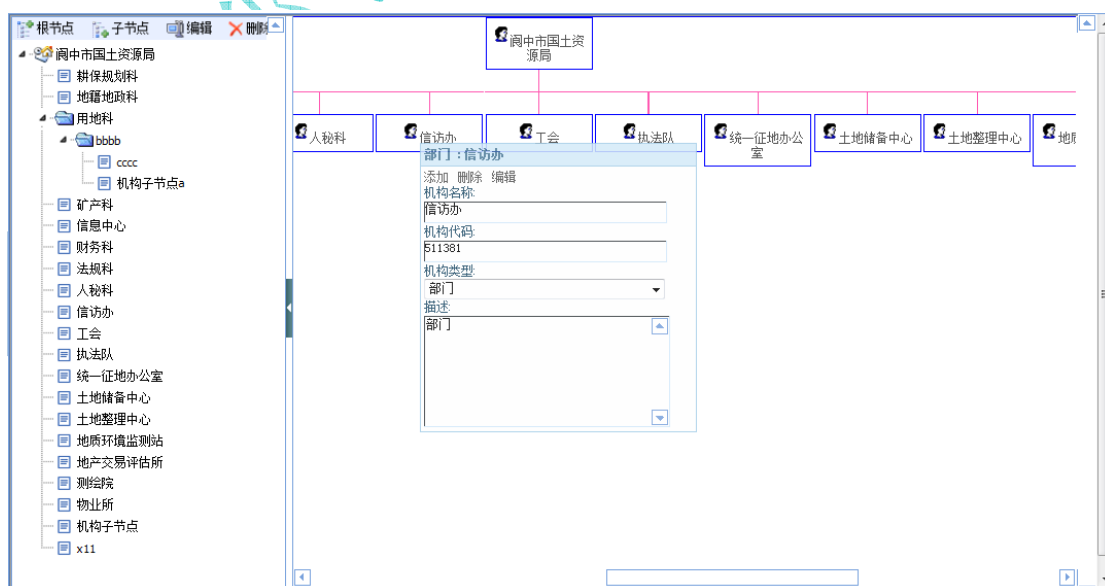 根节点 子节点 编辑 删除
阆中市国土资源局
耕保规划科
地籍地政科
用地科
bbbb
cccc
机构子节点a
矿产科
信息中心
财务科
法规科
人秘科
信访办
工会
执法队
统一征地办公室
土地储备中心
土地整理中心
地质环境监测站
地产交易评估所
测绘院
物业所
机构子节点
x11
阆中市国土资
源局
人秘科
信访办
工会
执法队
统一征地办公
室
土地储备中心
土地整理中心
地质
部门 : 信访办
添加 删除 编辑
机构名称:
信访办
机构代码:
511381
机构类型:
部门
描述:
部门